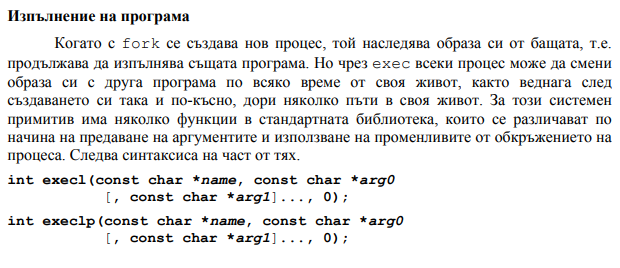 Изпълнение на програма
Когато с fork се създава нов процес, той наследява образа си от бащата, т.е.
продължава да изпълнява същата програма. Но чрез exec всеки процес може да смени
образа си с друга програма по всяко време от своя живот, както веднага след
създаването си така и по-късно, дори няколко пъти в своя живот. За този системен
примитив има няколко функции в стандартната библиотека, които се различават по
начина на предаване на аргументите и използване на променливите от обкръжението на
процеса. Следва синтаксиса на част от тях.
int execl(const char *name, const char *arg0
[, const char *arg1]..., 0);
int execlp(const char *name, const char *arg0
[, const char *arg1]..., 0);